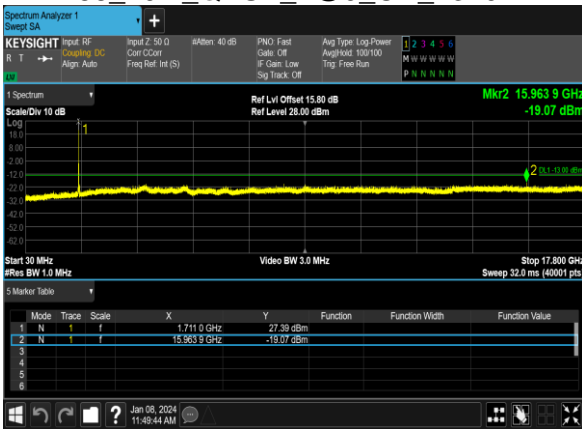 Spectrum Analyzer 1
Swept SA
+
KEYSIGHT
R T
LV
Input: RF
Coupling: DC
Align: Auto
Input Z: 50 Ω
Corr CCorr
Freq Ref: Int (S)
#Atten: 40 dB
PNO: Fast
Gate: Off
IF Gain: Low
Sig Track: Off
Avg Type: Log-Power
Avg|Hold: 100/100
Trig: Free Run
1 2 3 4 5 6
M W W W W W
P N N N N N
1 Spectrum
Scale/Div 10 dB
Ref Lvl Offset 15.80 dB
Ref Level 28.00 dBm
Mkr2 15.963 9 GHz
-19.07 dBm
Log
18.0
8.00
-2.00
-12.0
-22.0
-32.0
-42.0
-52.0
-62.0
1
2
DL1 -13.00 dBm
Start 30 MHz
#Res BW 1.0 MHz
Video BW 3.0 MHz
Stop 17.800 GHz
Sweep 32.0 ms (40001 pts
5 Marker Table
Mode Trace Scale X Y Function Function Width Function Value
1 N 1 f 1.711 0 GHz 27.39 dBm
2 N 1 f 15.963 9 GHz -19.07 dBm
3
4
5
6
?
Jan 08, 2024
11:49:44 AM